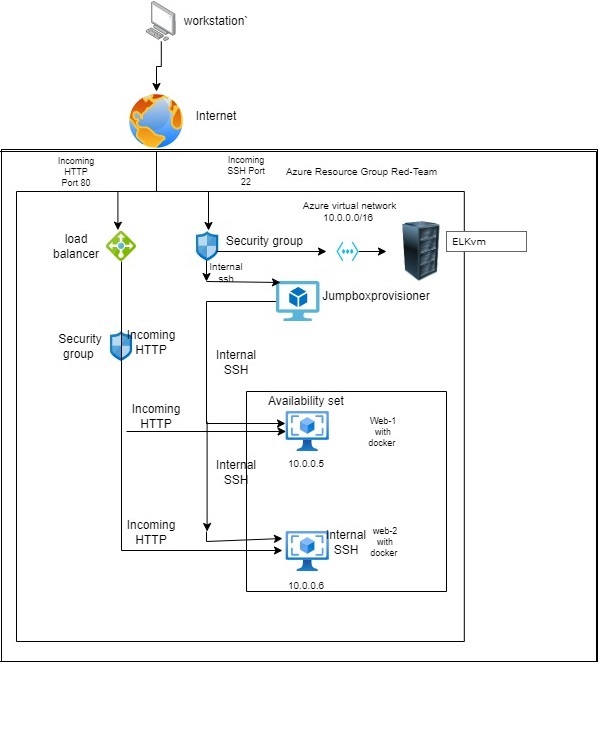 workstation`
Internet
Incoming
HTTP
Port 80
Incoming
SSH Port
22
Azure Resource Group Red-Team
Azure virtual network
10.0.0.0/16
load
balancer
Security group
ELKvm
Internal
ssh
Jumpboxprovisioner
Security
group
Incoming
HTTP
Internal
SSH
Availability set
Incoming
HTTP
Web-1
with
docker
10.0.0.5
Internal
SSH
Incoming
HTTP
Internal
SSH
web-2
with
docker
10.0.0.6